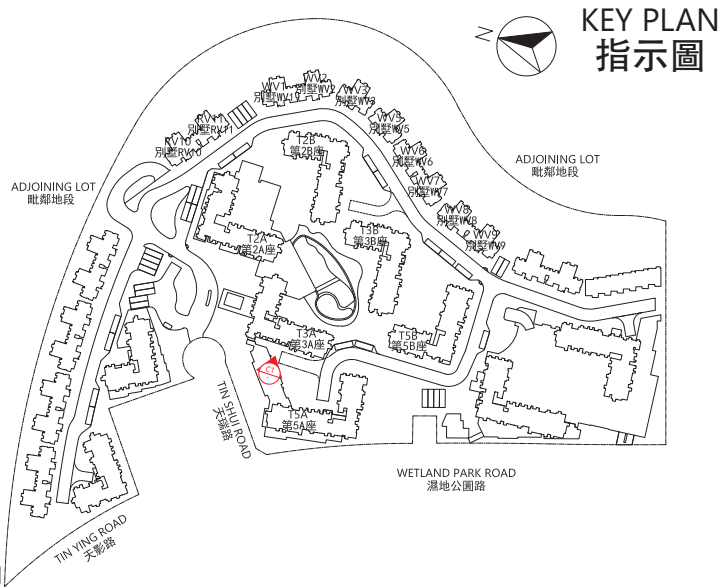 KEY PLAN
指示圖
N
WV1
別墅WV1
WV2
別墅WV2
WV3
別墅WV3
WV5
別墅WV5
WV6
別墅WV6
WV7
別墅WV7
WV8
別墅WV8
WV9
別墅WV9
RV11
別墅RV11
RV10
別墅RV10
ADJOINING LOT
毗鄰地段
ADJOINING LOT
毗鄰地段
T2B
第2B座
T2A
第2A座
T3B
第3B座
T3A
第3A座
T5B
第5B座
C1
T5A
第5A座
TIN SHUI ROAD
天瑞路
WETLAND PARK ROAD
濕地公園路
TIN YING ROAD
天影路